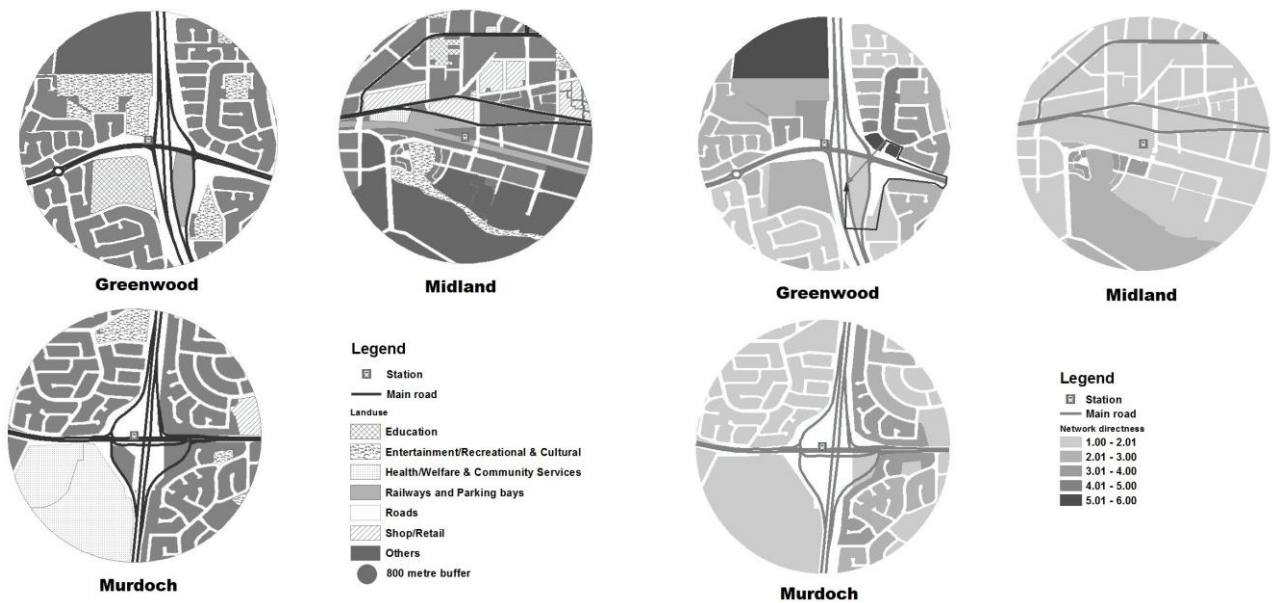 Greenwood
Midland
Murdoch
Legend
Station
Main road
Landuse
Education
Entertainment/Recreational & Cultural
Health/Welfare & Community Services
Railways and Parking bays
Roads
Shop/Retail
Others
800 metre buffer
Greenwood
Midland
Murdoch
Legend
Station
Main road
Network directness
1.00 - 2.01
2.01 - 3.00
3.01 - 4.00
4.01 - 5.00
5.01 - 6.00